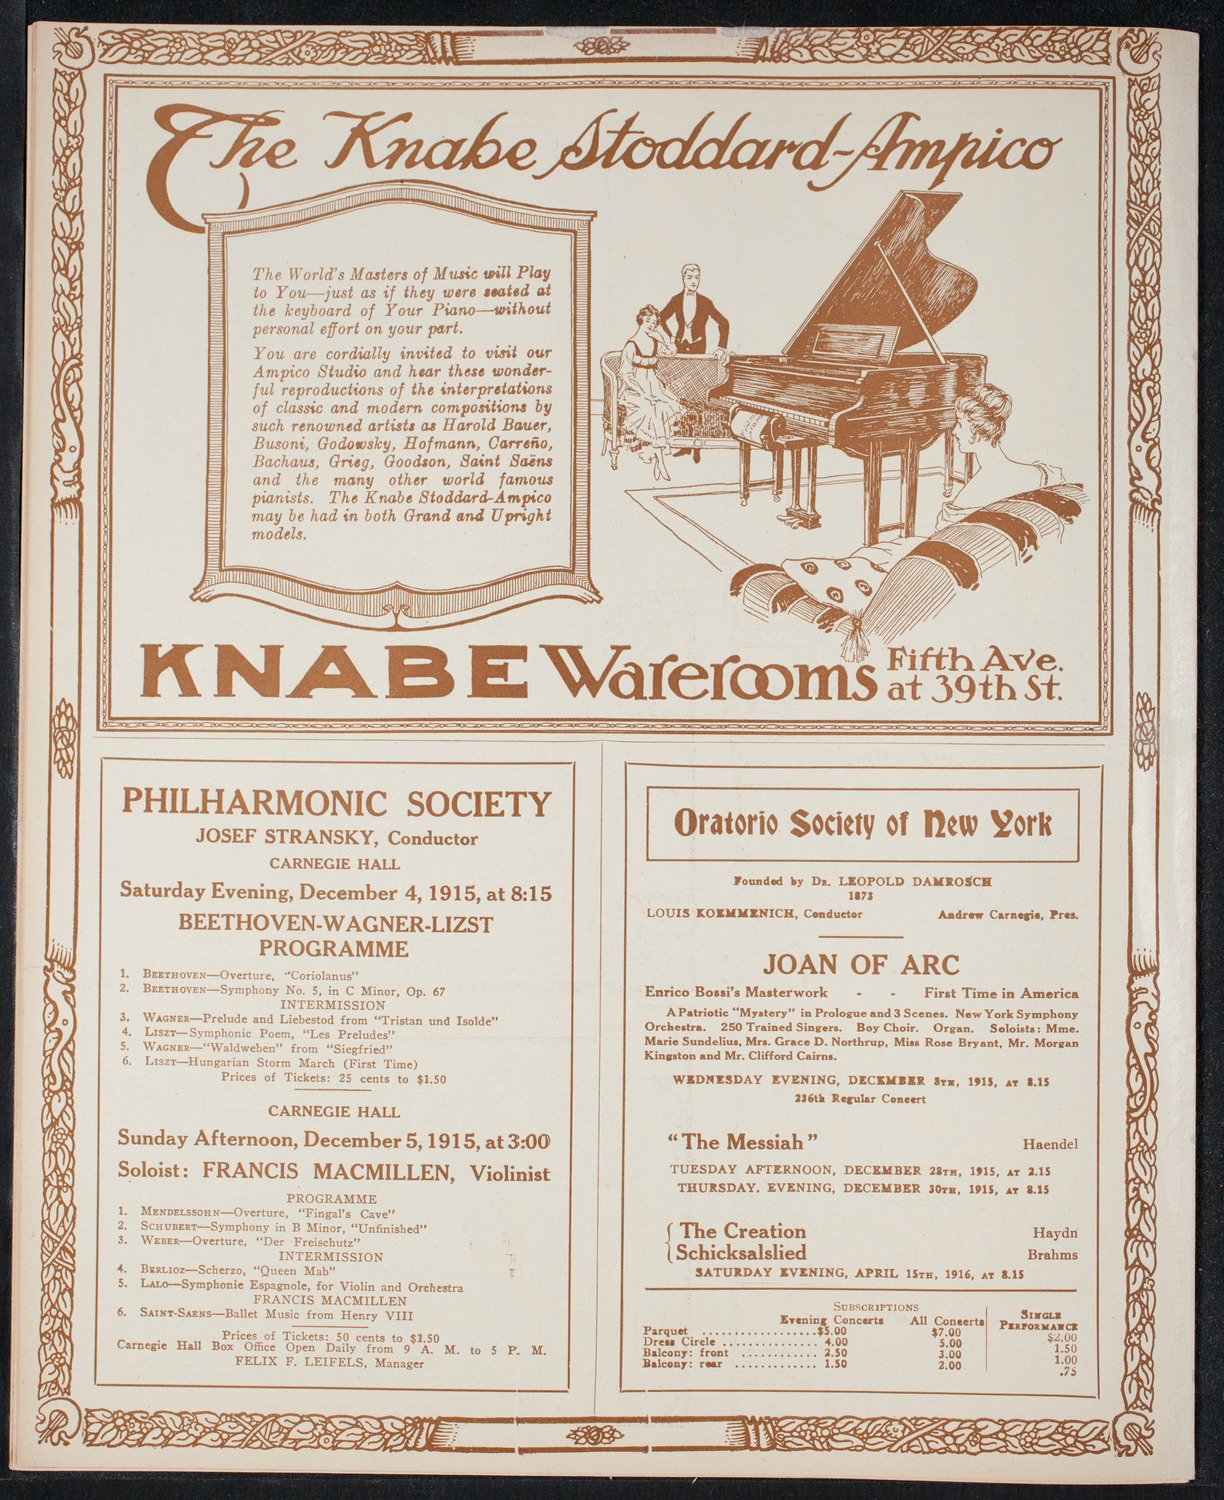 The Knabe Stoddard-Ampico
The World's Masters of Music will Play
to You—just as if they were seated at
the keyboard of Your Piano—without
personal effort on your part.
You are cordially invited to visit our
Ampico Studio and hear these wonder-
ful reproductions of the interpretations
of classic and modern compositions by
such renowned artists as Harold Bauer,
Busoni, Godowsky, Hofmann, Carreño,
Bachaus, Grieg, Goodson, Saint Saëns
and the many other world famous
pianists. The Knabe Stoddard-Ampico
may be had in both Grand and Upright
models.
KNABE Warerooms Fifth Ave.
at 39th St.
PHILHARMONIC SOCIETY
JOSEF STRANSKY, Conductor
CARNEGIE HALL
Saturday Evening, December 4, 1915, at 8:15
BEETHOVEN-WAGNER-LIZST
PROGRAMME
1. BEETHOVEN—Overture, "Coriolanus"
2. BEETHOVEN—Symphony No. 5, in C Minor, Op. 67
INTERMISSION
3. WAGNER—Prelude and Liebestod from "Tristan und Isolde"
4. LISZT—Symphonic Poem, "Les Preludes"
5. WAGNER—"Waldweben" from "Siegfried"
6. LISZT—Hungarian Storm March (First Time)
Prices of Tickets: 25 cents to $1.50
CARNEGIE HALL
Sunday Afternoon, December 5, 1915, at 3:00
Soloist: FRANCIS MACMILLEN, Violinist
PROGRAMME
1. MENDELSSOHN—Overture, "Fingal's Cave"
2. SCHUBERT—Symphony in B Minor, "Unfinished"
3. WEBER—Overture, "Der Freischutz"
INTERMISSION
4. BERLIOZ—Scherzo, "Queen Mab"
5. LALO—Symphonie Espagnole, for Violin and Orchestra
FRANCIS MACMILLEN
6. SAINT-SAENS—Ballet Music from Henry VIII
Prices of Tickets: 50 cents to $1.50
Carnegie Hall Box Office Open Daily from 9 A. M. to 5 P. M.
FELIX F. LEIFELS, Manager
Oratorio Society of New York
Founded by DR. LEOPOLD DAMROSCH
1873
LOUIS KOEMMENICH, Conductor Andrew Carnegie, Pres.
JOAN OF ARC
Enrico Bossi's Masterwork - - First Time in America
A Patriotic "Mystery" in Prologue and 3 Scenes. New York Symphony
Orchestra. 250 Trained Singers. Boy Choir. Organ. Soloists: Mme.
Marie Sundelius, Mrs. Grace D. Northrup, Miss Rose Bryant, Mr. Morgan
Kingston and Mr. Clifford Cairns.
WEDNESDAY EVENING, DECEMBER 8TH, 1915, AT 8.15
236th Regular Concert
"The Messiah" Haendel
TUESDAY AFTERNOON, DECEMBER 28TH, 1915, AT 2.15
THURSDAY. EVENING, DECEMBER 30TH, 1915, AT 8.15
The Creation Haydn
Schicksalslied Brahms
SATURDAY EVENING, APRIL 15TH, 1916, AT 8.15
SUBSCRIPTIONS SINGLE
Evening Concerts All Concerts PERFORMANCE
Parquet ................. $5.00 $7.00 $2.00
Dress Circle ............. 4.00 5.00 1.50
Balcony: front .......... 2.50 3.00 1.00
Balcony: rear ............ 1.50 2.00 .75